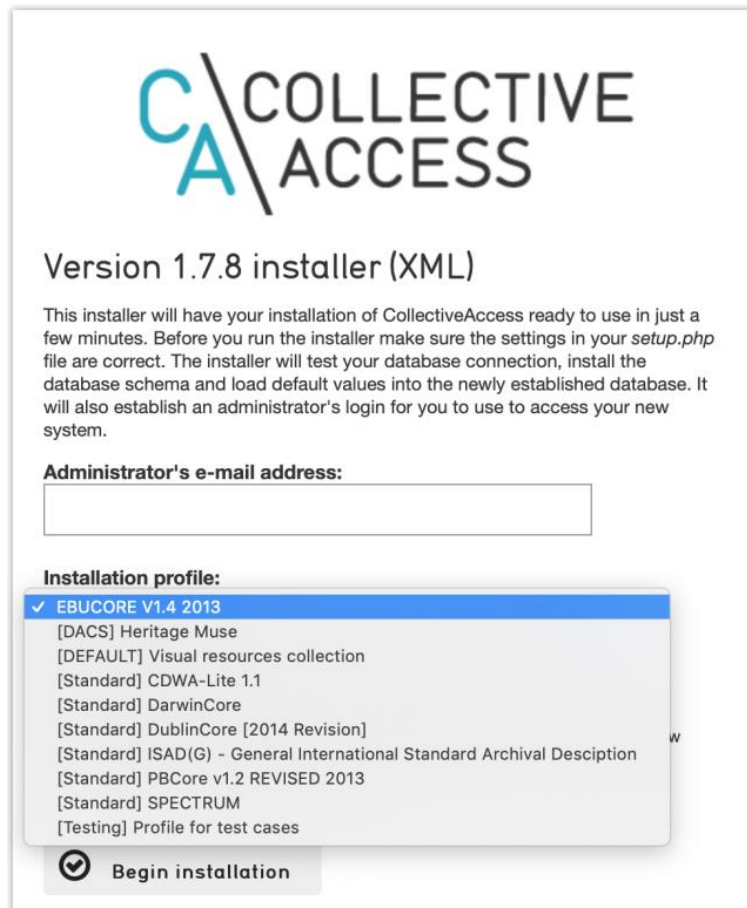 CA COLLECTIVE
ACCESS
Version 1.7.8 installer (XML)
This installer will have your installation of CollectiveAccess ready to use in just a
few minutes. Before you run the installer make sure the settings in your setup.php
file are correct. The installer will test your database connection, install the
database schema and load default values into the newly established database. It
will also establish an administrator's login for you to use to access your new
system.
Administrator's e-mail address:
Installation profile:
✓ EBUCORE V1.4 2013
[DACS] Heritage Muse
[DEFAULT] Visual resources collection
[Standard] CDWA-Lite 1.1
[Standard] DarwinCore
[Standard] DublinCore [2014 Revision]
w
[Standard] ISAD(G) - General International Standard Archival Desciption
[Standard] PBCore v1.2 REVISED 2013
[Standard] SPECTRUM
[Testing] Profile for test cases
Begin installation